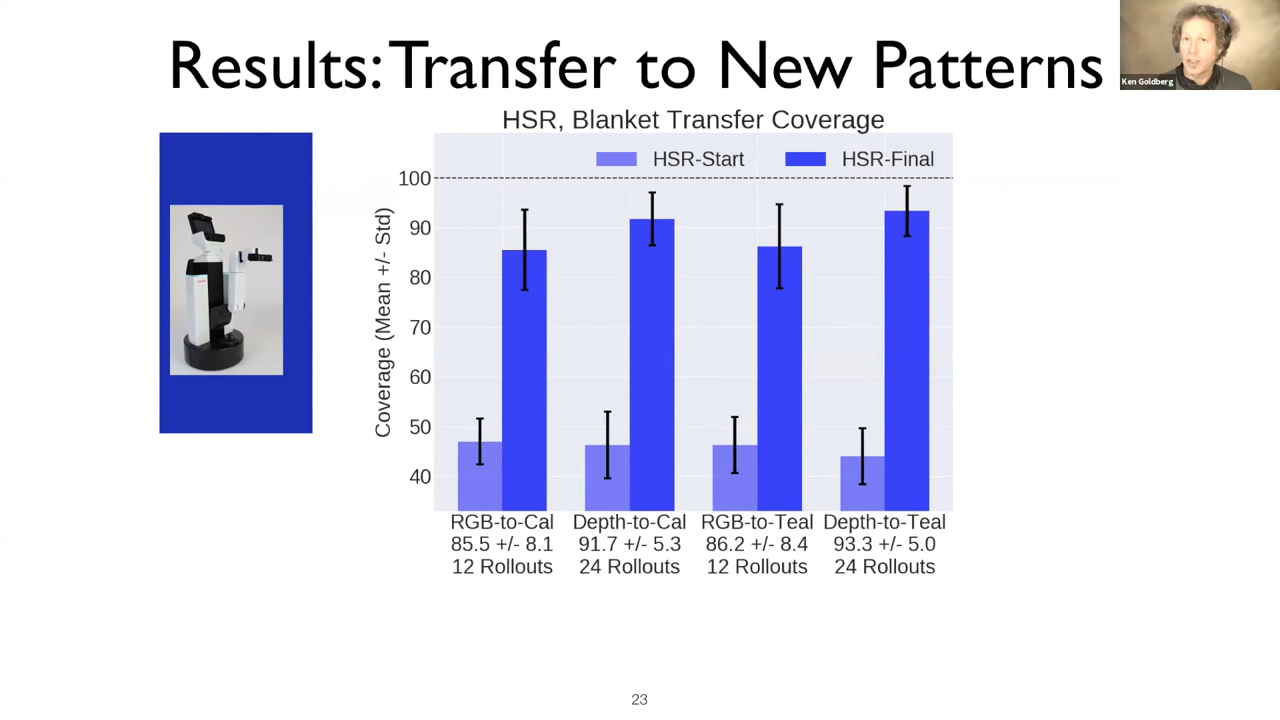 Results: Transfer to New Patterns
Ken Goldberg
HSR, Blanket Transfer Coverage
HSR-Start
HSR-Final
Coverage (Mean +/- Std)
100
90
80
70
60
50
40
RGB-to-Cal
85.5 +/- 8.1
12 Rollouts
Depth-to-Cal
91.7 +/- 5.3
24 Rollouts
RGB-to-Teal
86.2 +/- 8.4
12 Rollouts
Depth-to-Teal
93.3 +/- 5.0
24 Rollouts
23